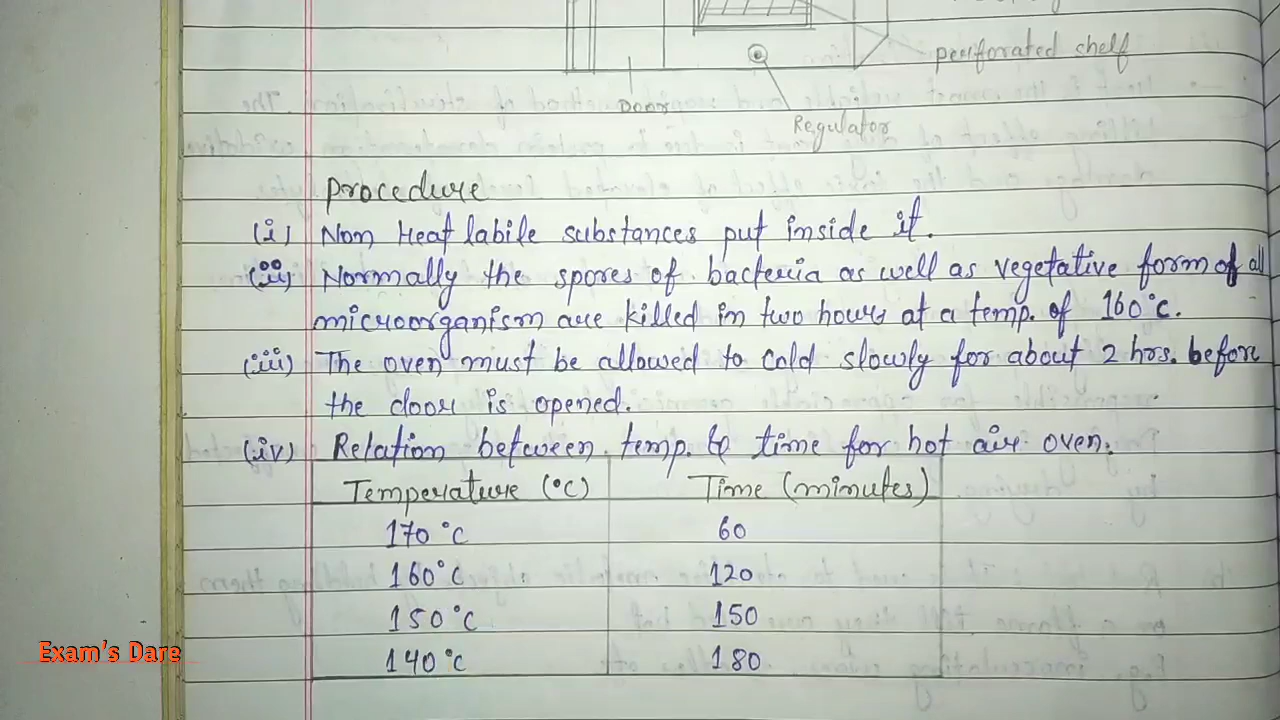 perforated shelf
Door
Regulator
Procedure
(i) Non Heat labile substances put inside it.
(ii) Normally the spores of bacteria as well as vegetative form of all
microorganism are killed in two hours at a temp. of 160°C.
(iii) The oven must be allowed to cold slowly for about 2 hrs. before
the door is opened.
(iv) Relation between temp. & time for hot air oven.
Temperature (°C) Time (minutes)
170°C 60
160°C 120
150°C 150
140°C 180
Exam's Dare